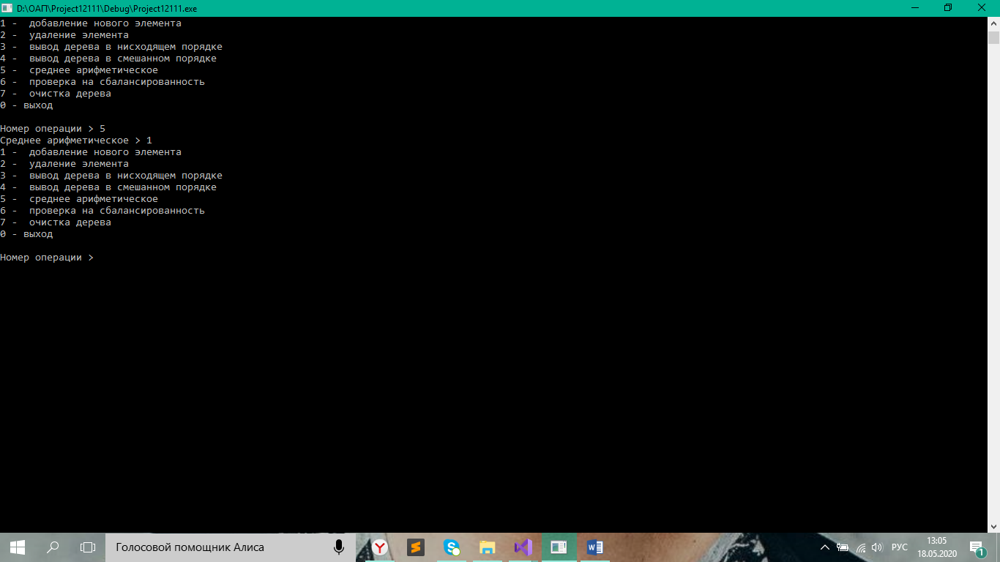 D:\ОАП\Project12111\Debug\Project12111.exe
1 -  добавление нового элемента
2 -  удаление элемента
3 -  вывод дерева в нисходящем порядке
4 -  вывод дерева в смешанном порядке
5 -  среднее арифметическое
6 -  проверка на сбалансированность
7 -  очистка дерева
0 - выход
Номер операции > 5
Среднее арифметическое > 1
1 -  добавление нового элемента
2 -  удаление элемента
3 -  вывод дерева в нисходящем порядке
4 -  вывод дерева в смешанном порядке
5 -  среднее арифметическое
6 -  проверка на сбалансированность
7 -  очистка дерева
0 - выход
Номер операции >
Голосовой помощник Алиса
РУС
13:05
18.05.2020
1